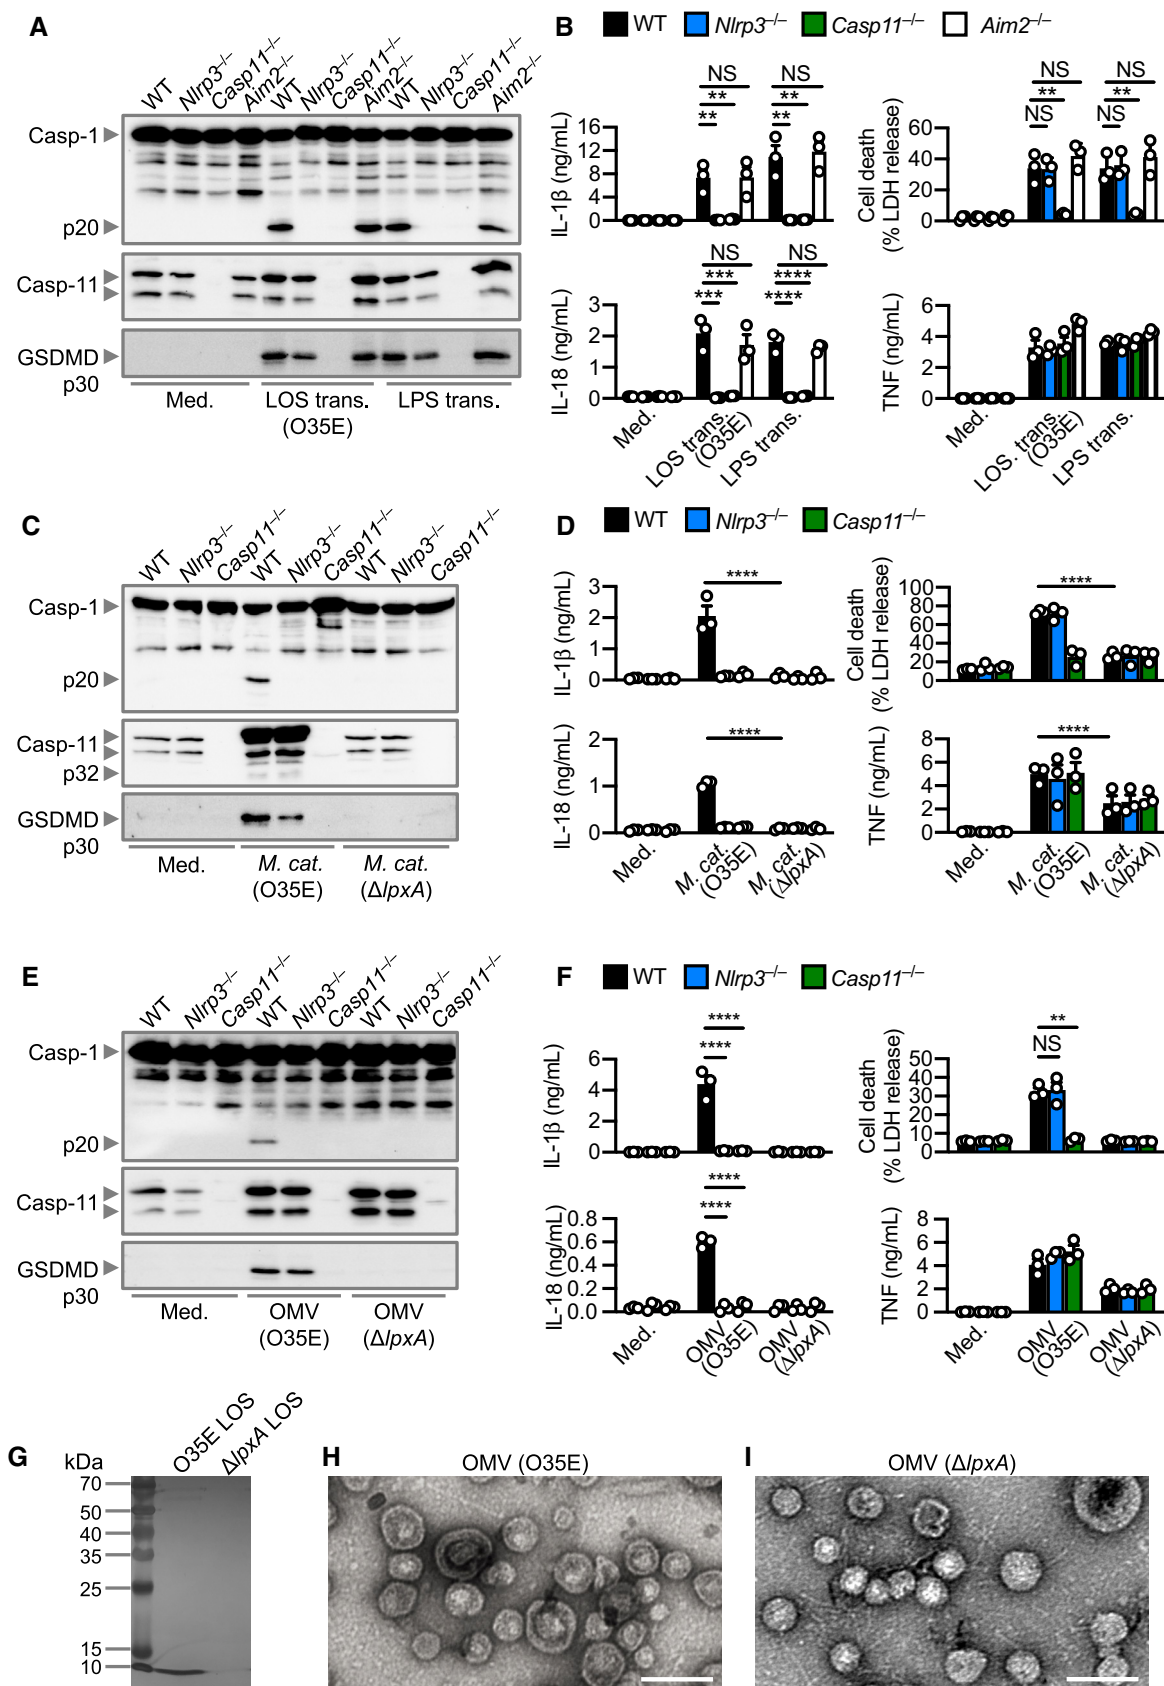 A
WT Nlrp3–/– Casp11–/– Aim2–/– WT Nlrp3–/– Casp11–/– Aim2–/– WT Nlrp3–/– Casp11–/– Aim2–/–
Casp-1
p20
Casp-11
GSDMD
p30
Med. LOS trans. LPS trans.
(O35E)
B
WT Nlrp3–/– Casp11–/– Aim2–/–
IL-1β (ng/mL)
16
12
8
4
0
NS
**
**
NS
**
**
Cell death
(% LDH release)
60
40
20
0
NS
**
NS
NS
**
NS
IL-18 (ng/mL)
3
2
1
0
NS
***
***
NS
****
****
Med.
LOS trans.
(O35E)
LPS trans.
TNF (ng/mL)
6
4
2
0
Med.
LOS. trans.
(O35E)
LPS trans.
C
WT Nlrp3–/– Casp11–/– WT Nlrp3–/– Casp11–/– WT Nlrp3–/– Casp11–/–
Casp-1
p20
Casp-11
p32
GSDMD
p30
Med. M. cat. M. cat.
(O35E) (ΔlpxA)
D
WT Nlrp3–/– Casp11–/–
IL-1β (ng/mL)
3
2
1
0
****
Cell death
(% LDH release)
100
80
60
40
20
0
****
IL-18 (ng/mL)
2
1
0
****
Med.
M. cat.
(O35E)
M. cat.
(ΔlpxA)
TNF (ng/mL)
8
6
4
2
0
****
Med.
M. cat.
(O35E)
M. cat.
(ΔlpxA)
E
WT Nlrp3–/– Casp11–/– WT Nlrp3–/– Casp11–/– WT Nlrp3–/– Casp11–/–
Casp-1
p20
Casp-11
GSDMD
p30
Med. OMV OMV
(O35E) (ΔlpxA)
F
WT Nlrp3–/– Casp11–/–
IL-1β (ng/mL)
6
4
2
0
****
****
Cell death
(% LDH release)
50
40
30
20
10
0
**
NS
IL-18 (ng/mL)
0.8
0.6
0.4
0.2
0.0
****
****
Med.
OMV
(O35E)
OMV
(ΔlpxA)
TNF (ng/mL)
8
6
4
2
0
Med.
OMV
(O35E)
OMV
(ΔlpxA)
G
kDa
O35E LOS
ΔlpxA LOS
70
50
40
35
25
15
10
H
OMV (O35E)
I
OMV (ΔlpxA)